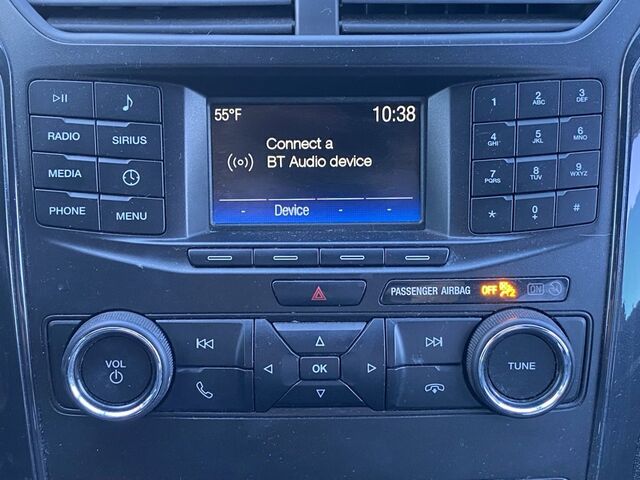 55°F 10:38
Connect a
BT Audio device
Device - -
RADIO SIRIUS
MEDIA
PHONE MENU
1 2 ABC 3 DEF
4 GHI 5 JKL 6 MNO
7 PQRS 8 TUV 9 WXYZ
* 0 + #
PASSENGER AIRBAG OFF ON
VOL
OK
TUNE